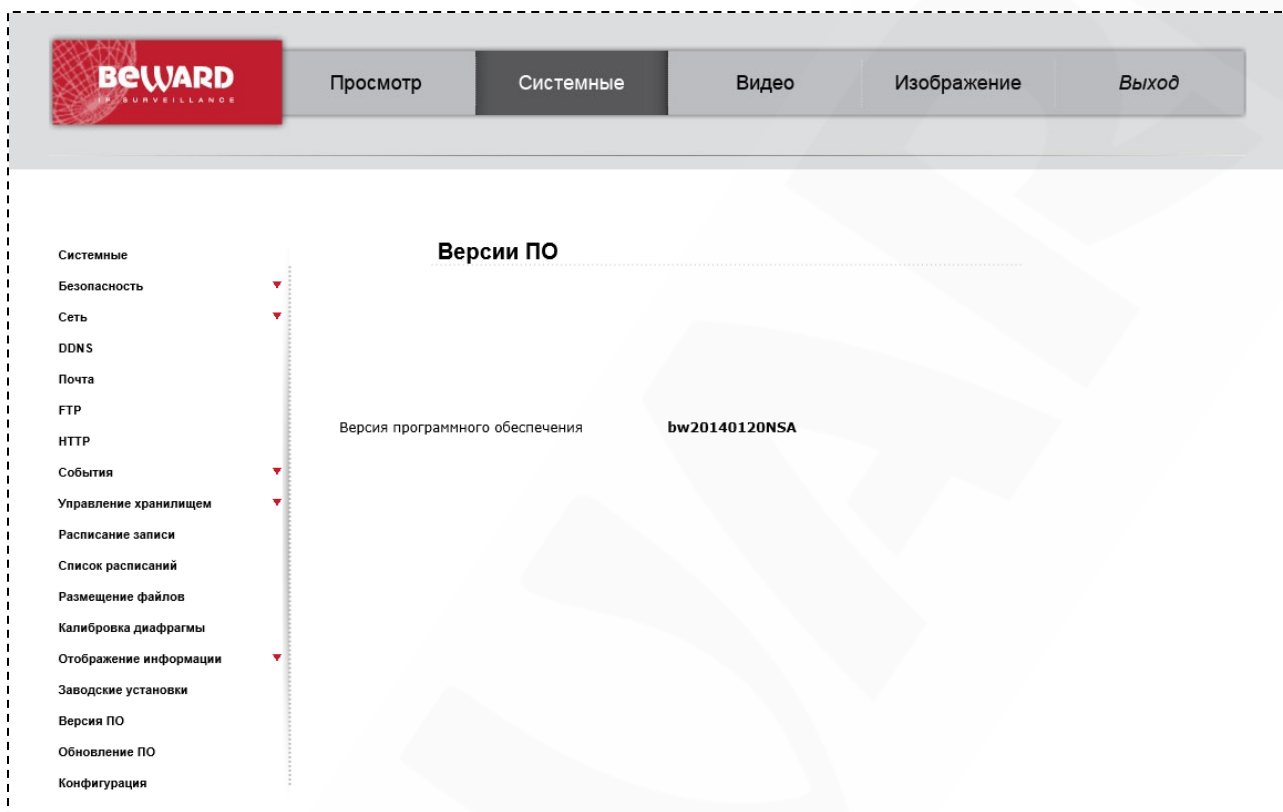 BEWARD
IP SURVEILLANCE
Просмотр
Системные
Видео
Изображение
Выход
Системные
Безопасность
Сеть
DDNS
Почта
FTP
HTTP
События
Управление хранилищем
Расписание записи
Список расписаний
Размещение файлов
Калибровка диафрагмы
Отображение информации
Заводские установки
Версия ПО
Обновление ПО
Конфигурация
Версии ПО
Версия программного обеспечения bw20140120NSA